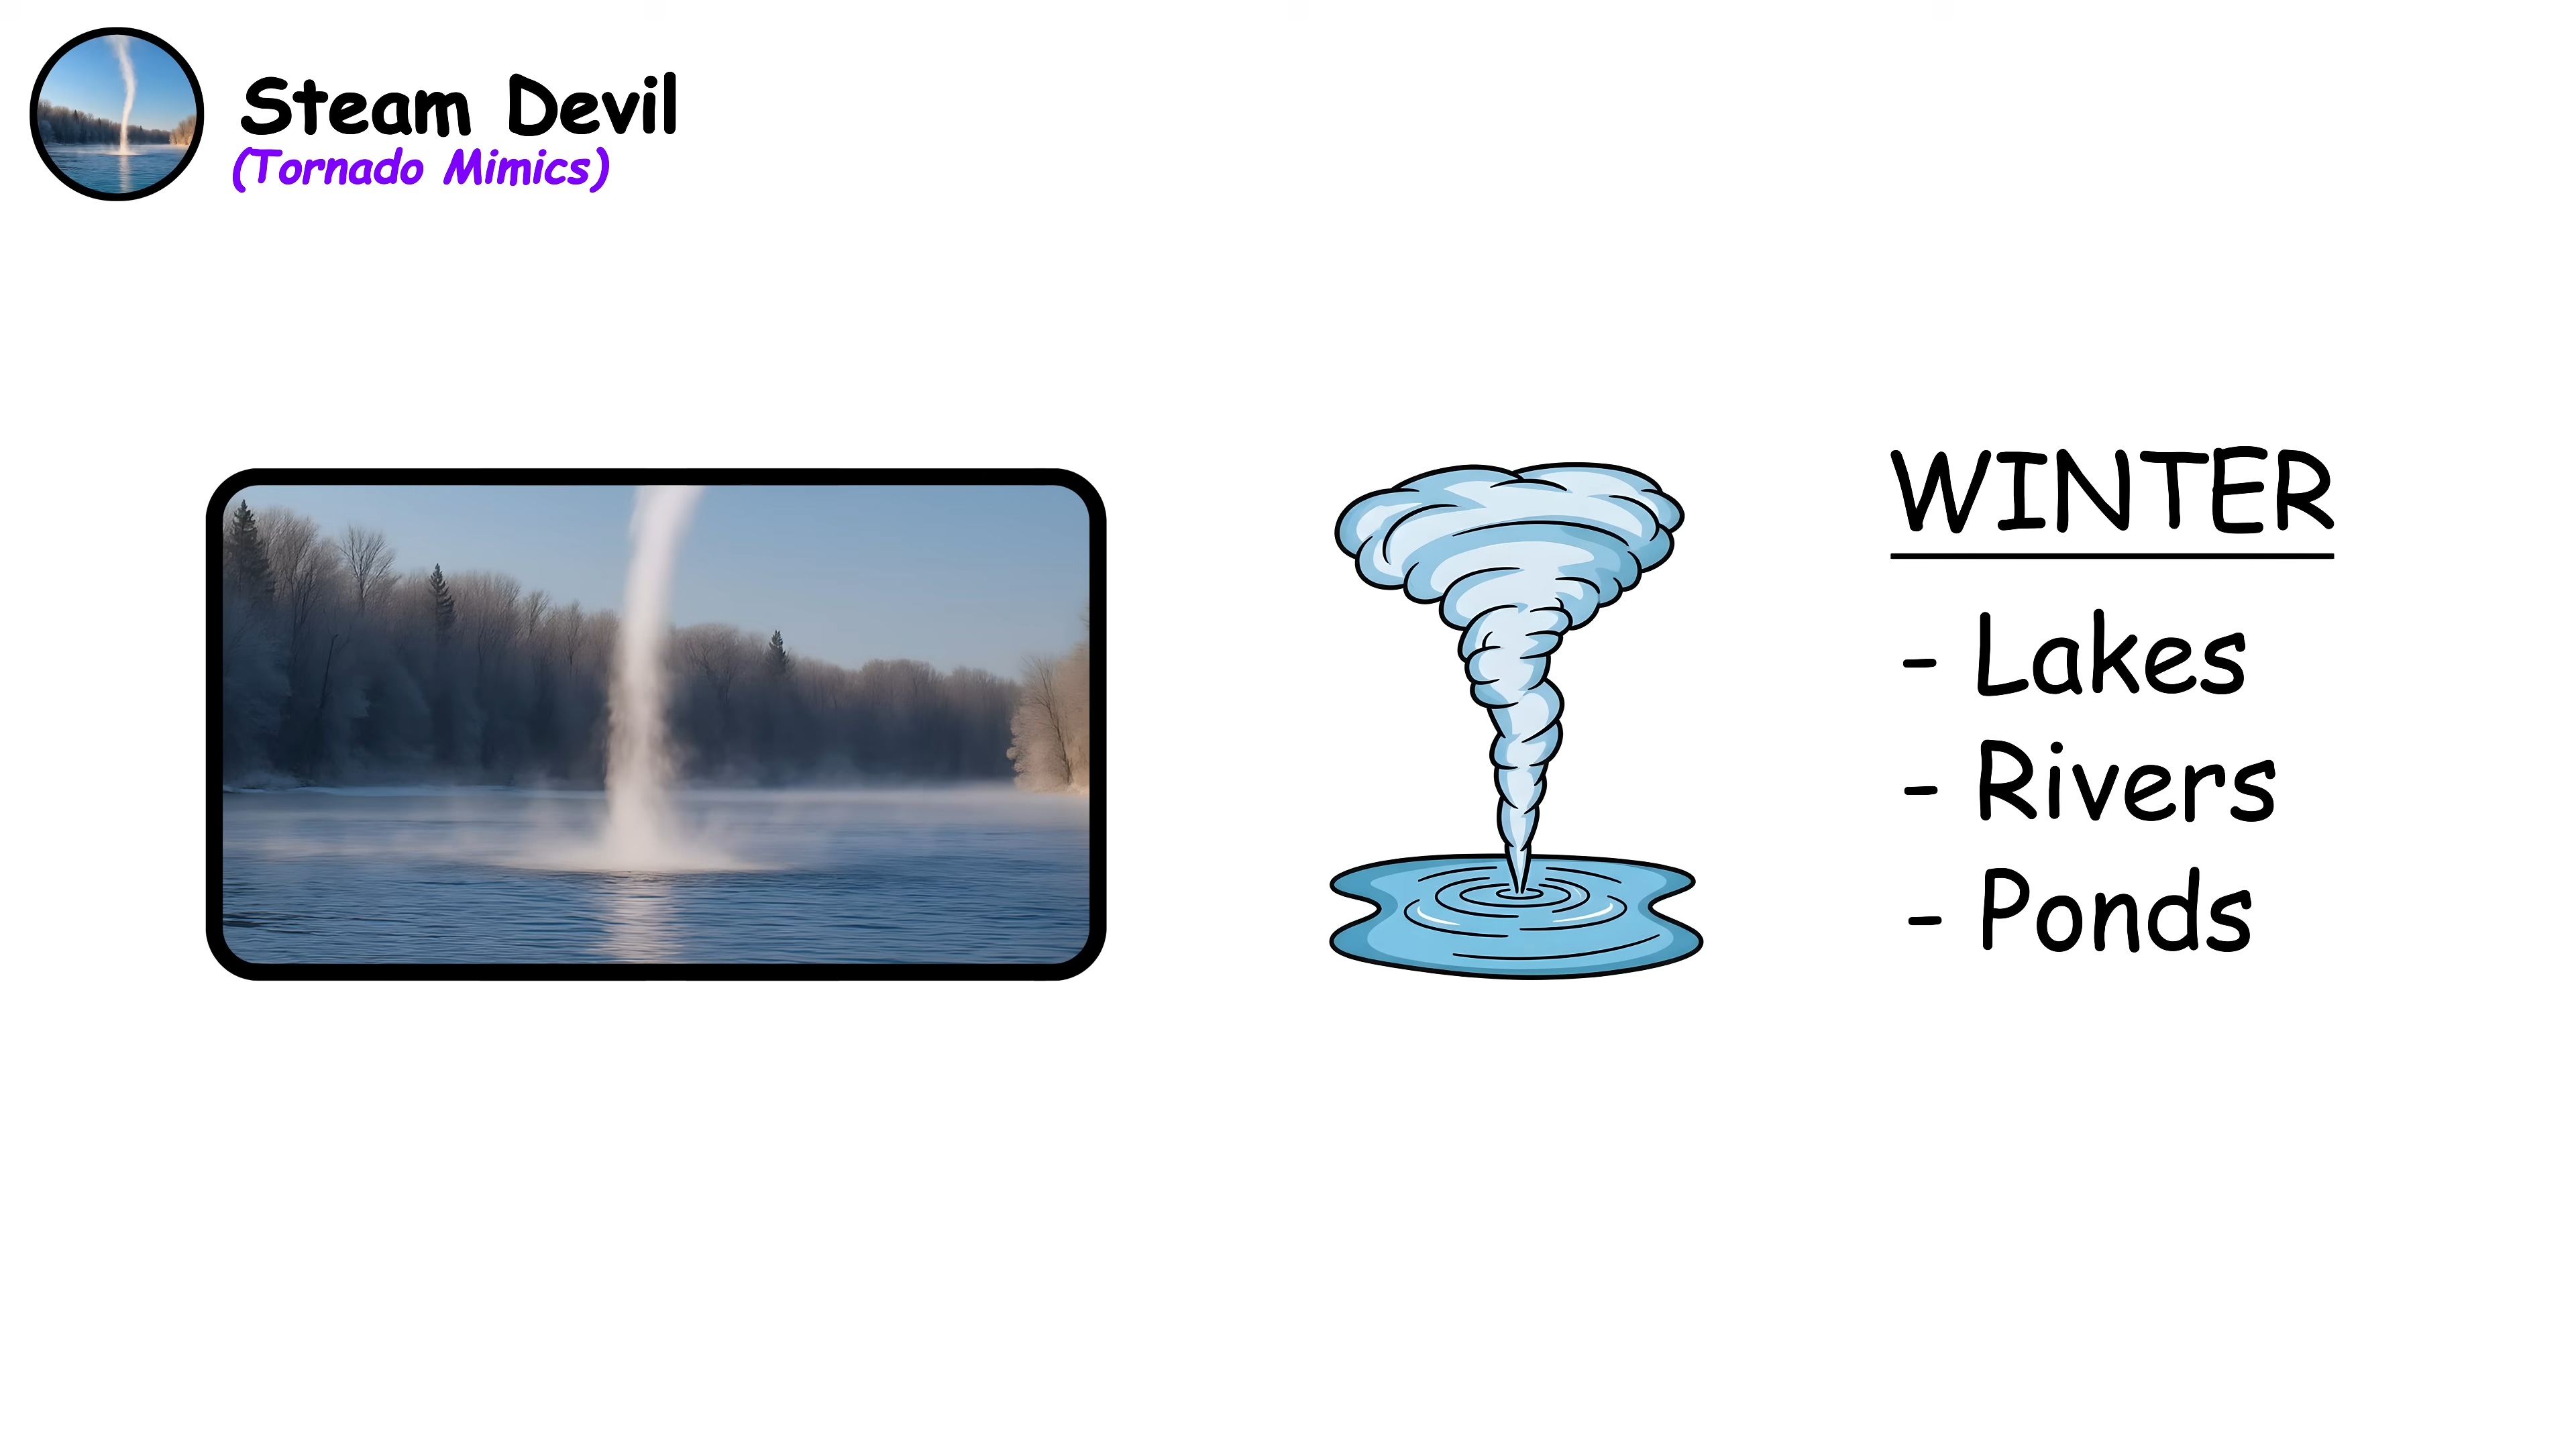 Steam Devil
(Tornado Mimics)
WINTER
- Lakes
- Rivers
- Ponds